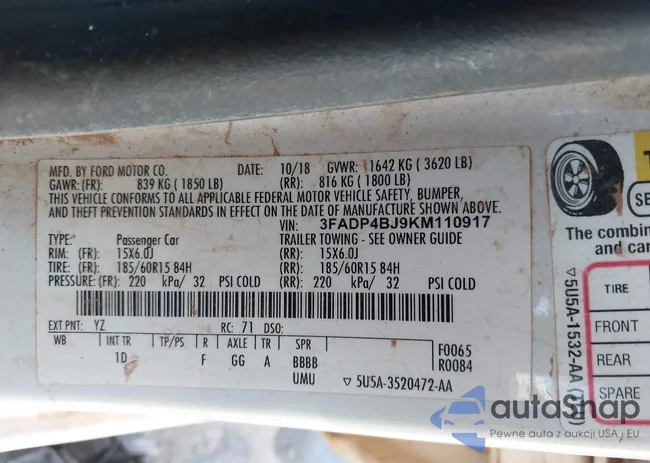 MFD. BY FORD MOTOR CO. DATE: 10/18 GVWR: 1642 KG ( 3620 LB)
GAWR: (FR): 839 KG ( 1850 LB) (RR): 816 KG ( 1800 LB)
THIS VEHICLE CONFORMS TO ALL APPLICABLE FEDERAL MOTOR VEHICLE SAFETY, BUMPER,
AND THEFT PREVENTION STANDARDS IN EFFECT ON THE DATE OF MANUFACTURE SHOWN ABOVE.
VIN: 3FADP4BJ9KM110917
TYPE: Passenger Car TRAILER TOWING - SEE OWNER GUIDE
RIM: (FR): 15X6.0J (RR): 15X6.0J
TIRE: (FR): 185/60R15 84H (RR): 185/60R15 84H
PRESSURE: (FR): 220 kPa/ 32 PSI COLD (RR): 220 kPa/ 32 PSI COLD
EXT PNT: YZ RC: 71 DSO:
WB INT TR TP/PS R AXLE TR SPR F0065
1D F GG A BBBB R0084
UMU ▽ 5U5A-3520472-AA
The combin
and car
▽5U5A-1532-AA
TIRE
FRONT
REAR
SPARE
autoSnap
Pewne auta z aukcji USA i EU
autoSnap